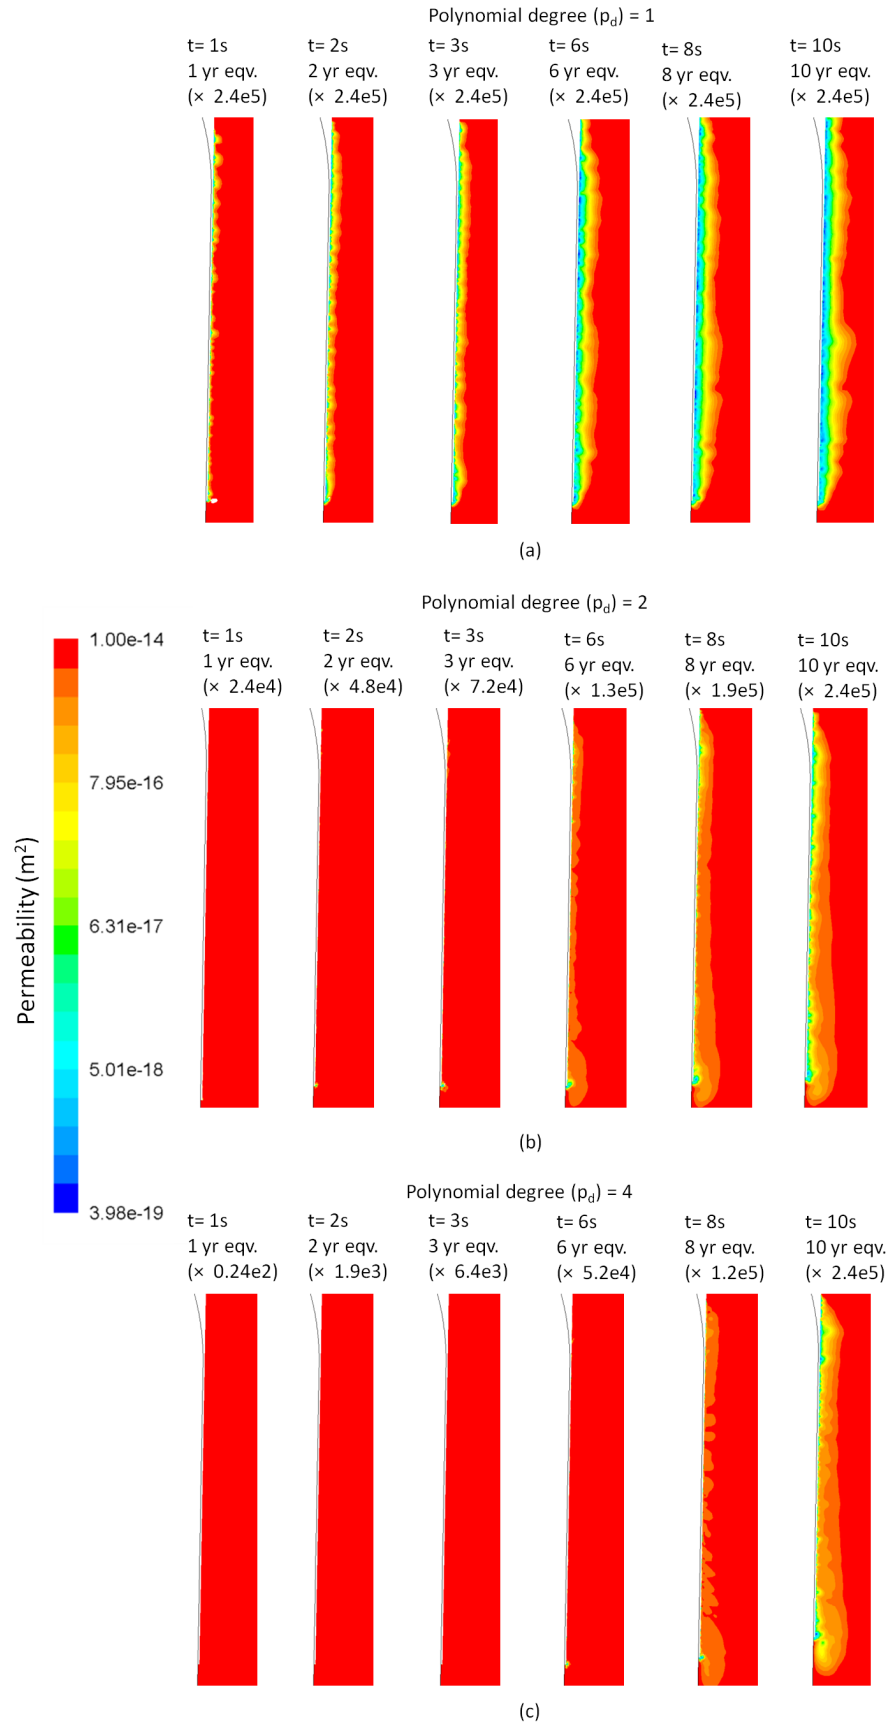 Polynomial degree (pd) = 1
t= 1s
1 yr eqv.
(× 2.4e5)
t= 2s
2 yr eqv.
(× 2.4e5)
t= 3s
3 yr eqv.
(× 2.4e5)
t= 6s
6 yr eqv.
(× 2.4e5)
t= 8s
8 yr eqv.
(× 2.4e5)
t= 10s
10 yr eqv.
(× 2.4e5)
(a)
Polynomial degree (pd) = 2
t= 1s
1 yr eqv.
(× 2.4e4)
t= 2s
2 yr eqv.
(× 4.8e4)
t= 3s
3 yr eqv.
(× 7.2e4)
t= 6s
6 yr eqv.
(× 1.3e5)
t= 8s
8 yr eqv.
(× 1.9e5)
t= 10s
10 yr eqv.
(× 2.4e5)
Permeability (m²)
1.00e-14
7.95e-16
6.31e-17
5.01e-18
3.98e-19
(b)
Polynomial degree (pd) = 4
t= 1s
1 yr eqv.
(× 0.24e2)
t= 2s
2 yr eqv.
(× 1.9e3)
t= 3s
3 yr eqv.
(× 6.4e3)
t= 6s
6 yr eqv.
(× 5.2e4)
t= 8s
8 yr eqv.
(× 1.2e5)
t= 10s
10 yr eqv.
(× 2.4e5)
(c)